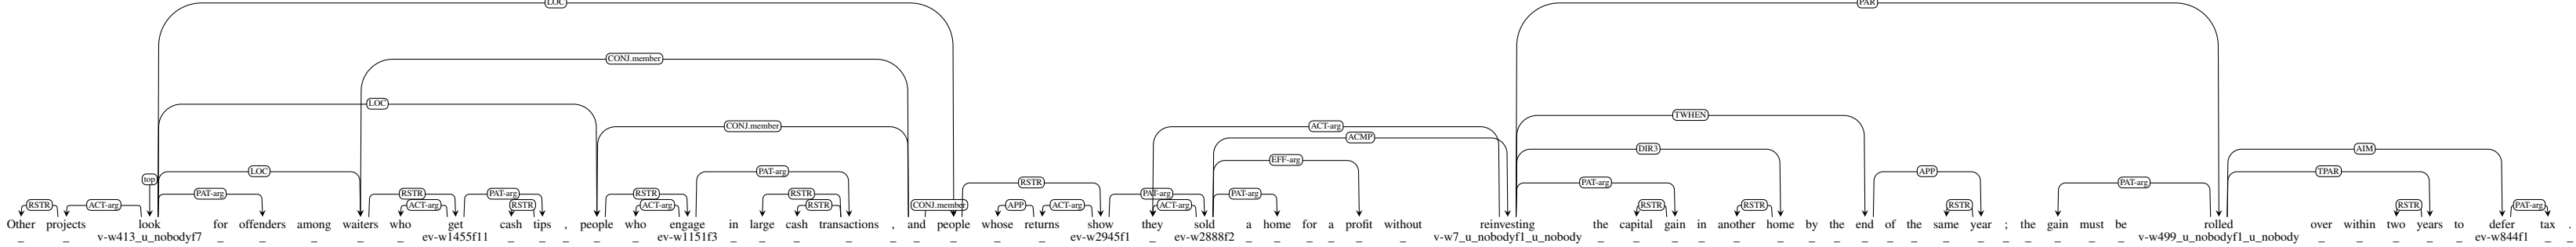 LOC PAR
CONJ.member
LOC
TWHEN
CONJ.member ACT-arg
ACMP
DIR3 AIM
EFF-arg
LOC PAT-arg APP TPAR
top
RSTR PAT-arg PAT-arg
PAT-arg RSTR PAT-arg RSTR RSTR PAT-arg PAT-arg
RSTR ACT-arg ACT-arg RSTR ACT-arg RSTR CONJ.member APP ACT-arg ACT-arg RSTR RSTR RSTR RSTR PAT-arg
Other projects look for offenders among waiters who get cash tips , people who engage in large cash transactions , and people whose returns show they sold a home for a profit without reinvesting the capital gain in another home by the end of the same year ; the gain must be rolled over within two years to defer tax
_ _ v-w413_u_nobodyf7 _ _ _ _ _ ev-w1455f11 _ _ _ _ _ ev-w1151f3 _ _ _ _ _ _ _ _ _ ev-w2945f1 _ ev-w2888f2 _ _ _ _ _ _ v-w7_u_nobodyf1_u_nobody _ _ _ _ _ _ _ _ _ _ _ _ _ _ _ _ _ _ v-w499_u_nobodyf1_u_nobody _ _ _ _ _ ev-w844f1 _